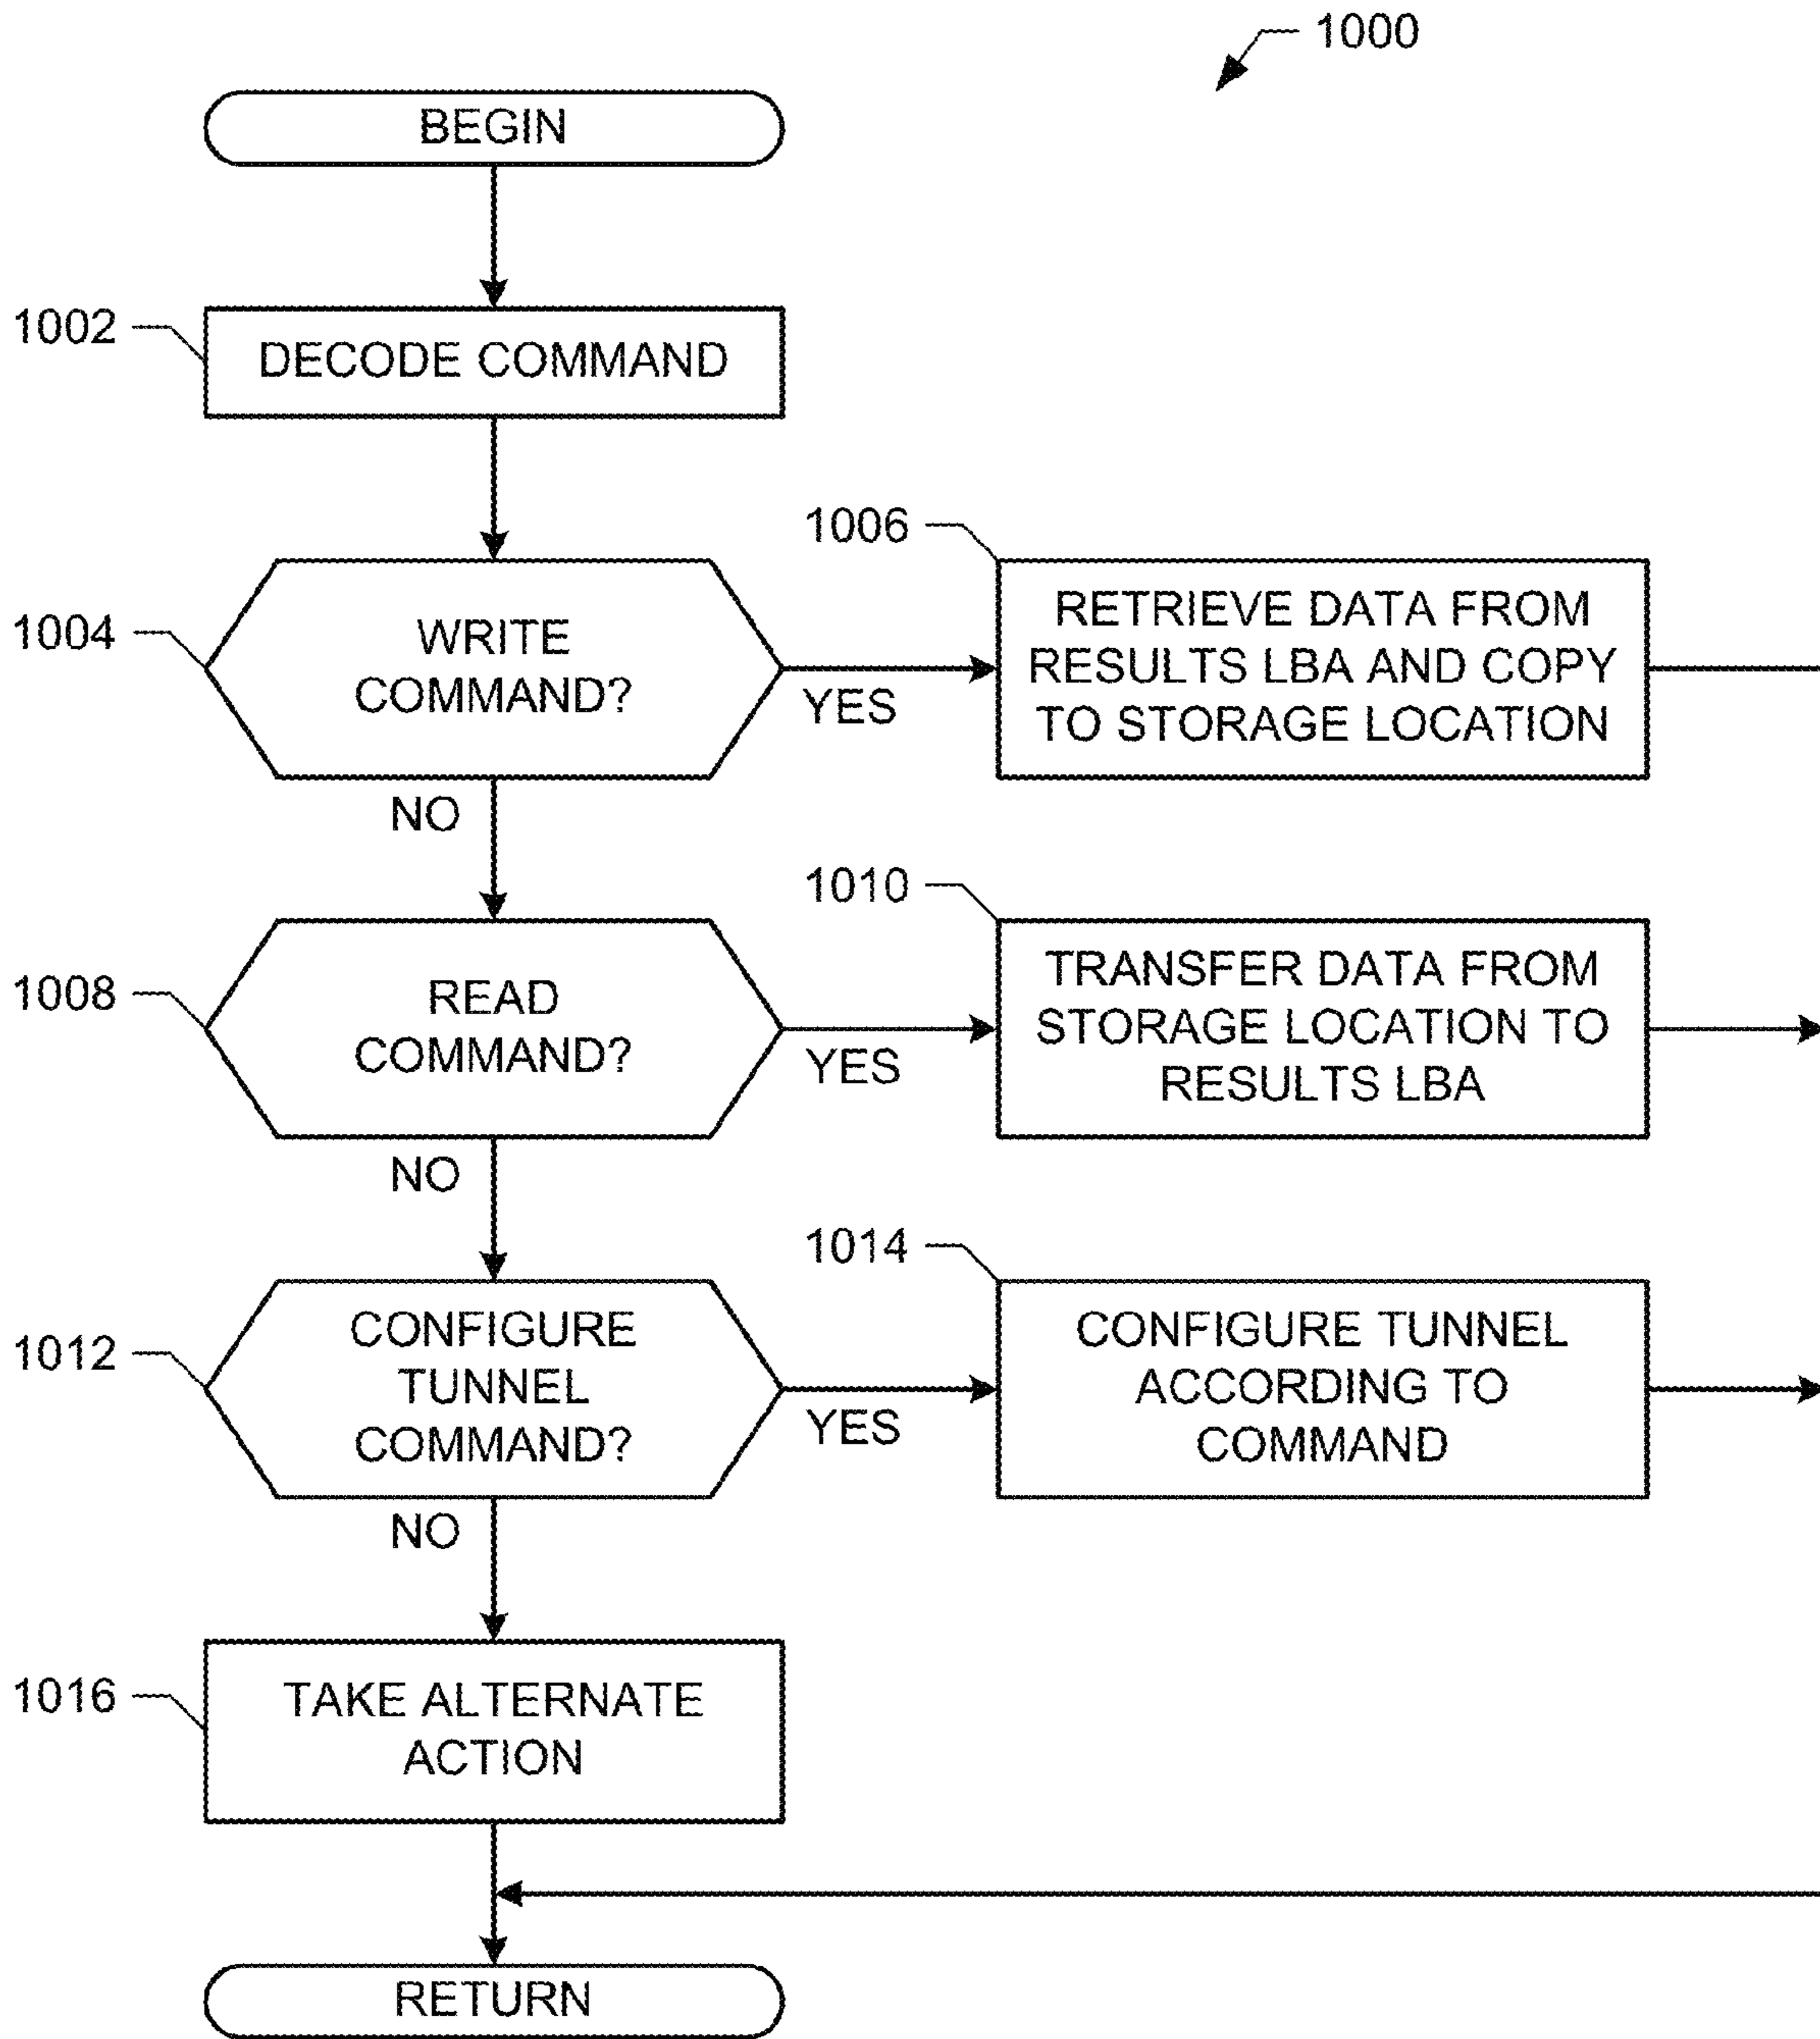 1000
BEGIN
1002
DECODE COMMAND
1004
WRITE
COMMAND?
YES
NO
1006
RETRIEVE DATA FROM
RESULTS LBA AND COPY
TO STORAGE LOCATION
1008
READ
COMMAND?
YES
NO
1010
TRANSFER DATA FROM
STORAGE LOCATION TO
RESULTS LBA
1012
CONFIGURE
TUNNEL
COMMAND?
YES
NO
1014
CONFIGURE TUNNEL
ACCORDING TO
COMMAND
1016
TAKE ALTERNATE
ACTION
RETURN